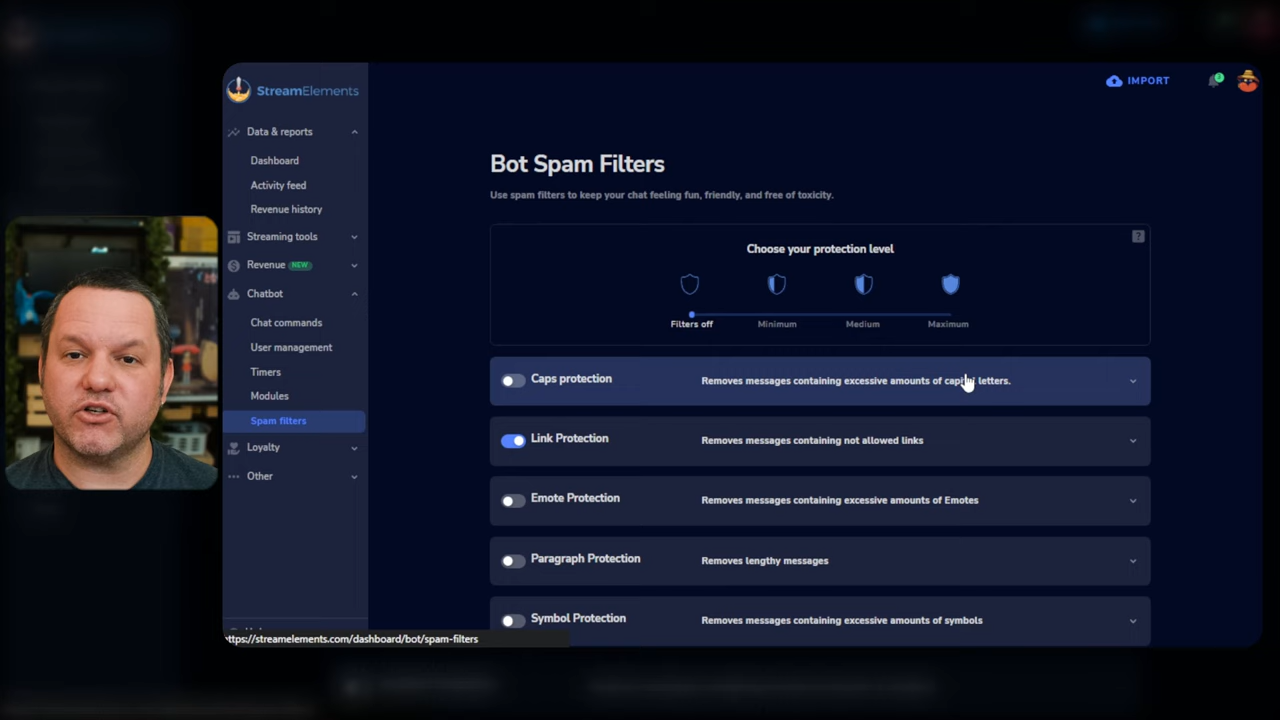 StreamElements
IMPORT
Data & reports
Dashboard
Activity feed
Revenue history
Streaming tools
Revenue NEW
Chatbot
Chat commands
User management
Timers
Modules
Spam filters
Loyalty
Other
https://streamelements.com/dashboard/bot/spam-filters
Bot Spam Filters
Use spam filters to keep your chat feeling fun, friendly, and free of toxicity.
Choose your protection level
?
Filters off Minimum Medium Maximum
Caps protection Removes messages containing excessive amounts of capital letters.
Link Protection Removes messages containing not allowed links
Emote Protection Removes messages containing excessive amounts of Emotes
Paragraph Protection Removes lengthy messages
Symbol Protection Removes messages containing excessive amounts of symbols